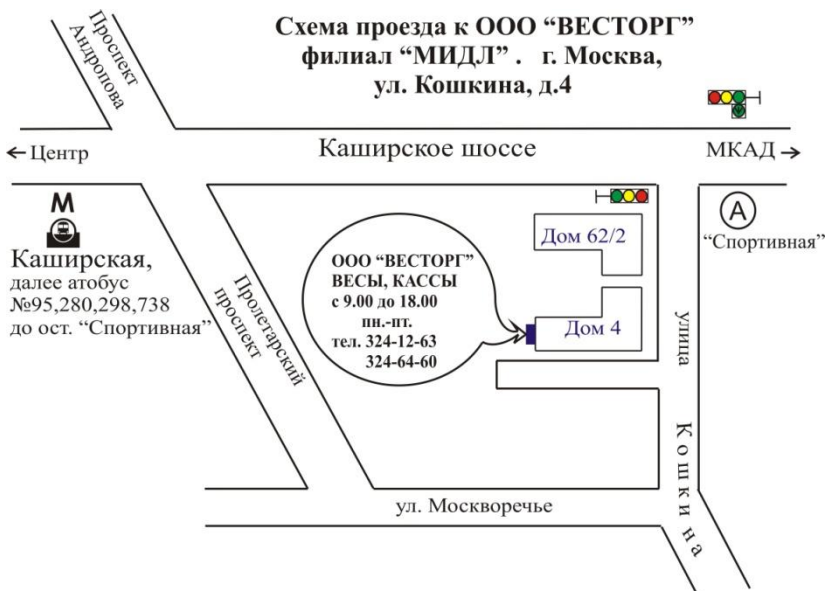 Схема проезда к ООО “ВЕСТОРГ”
филиал “МИДЛ” . г. Москва,
ул. Кошкина, д.4
Проспект
Андропова
← Центр
Каширское шоссе
МКАД →
М
Каширская,
далее атобус
№95,280,298,738
до ост. “Спортивная”
Пролетарский
проспект
ООО “ВЕСТОРГ”
ВЕСЫ, КАССЫ
с 9.00 до 18.00
пн.-пт.
тел. 324-12-63
324-64-60
Дом 62/2
Дом 4
А
“Спортивная”
улица Кошкина
ул. Москворечье